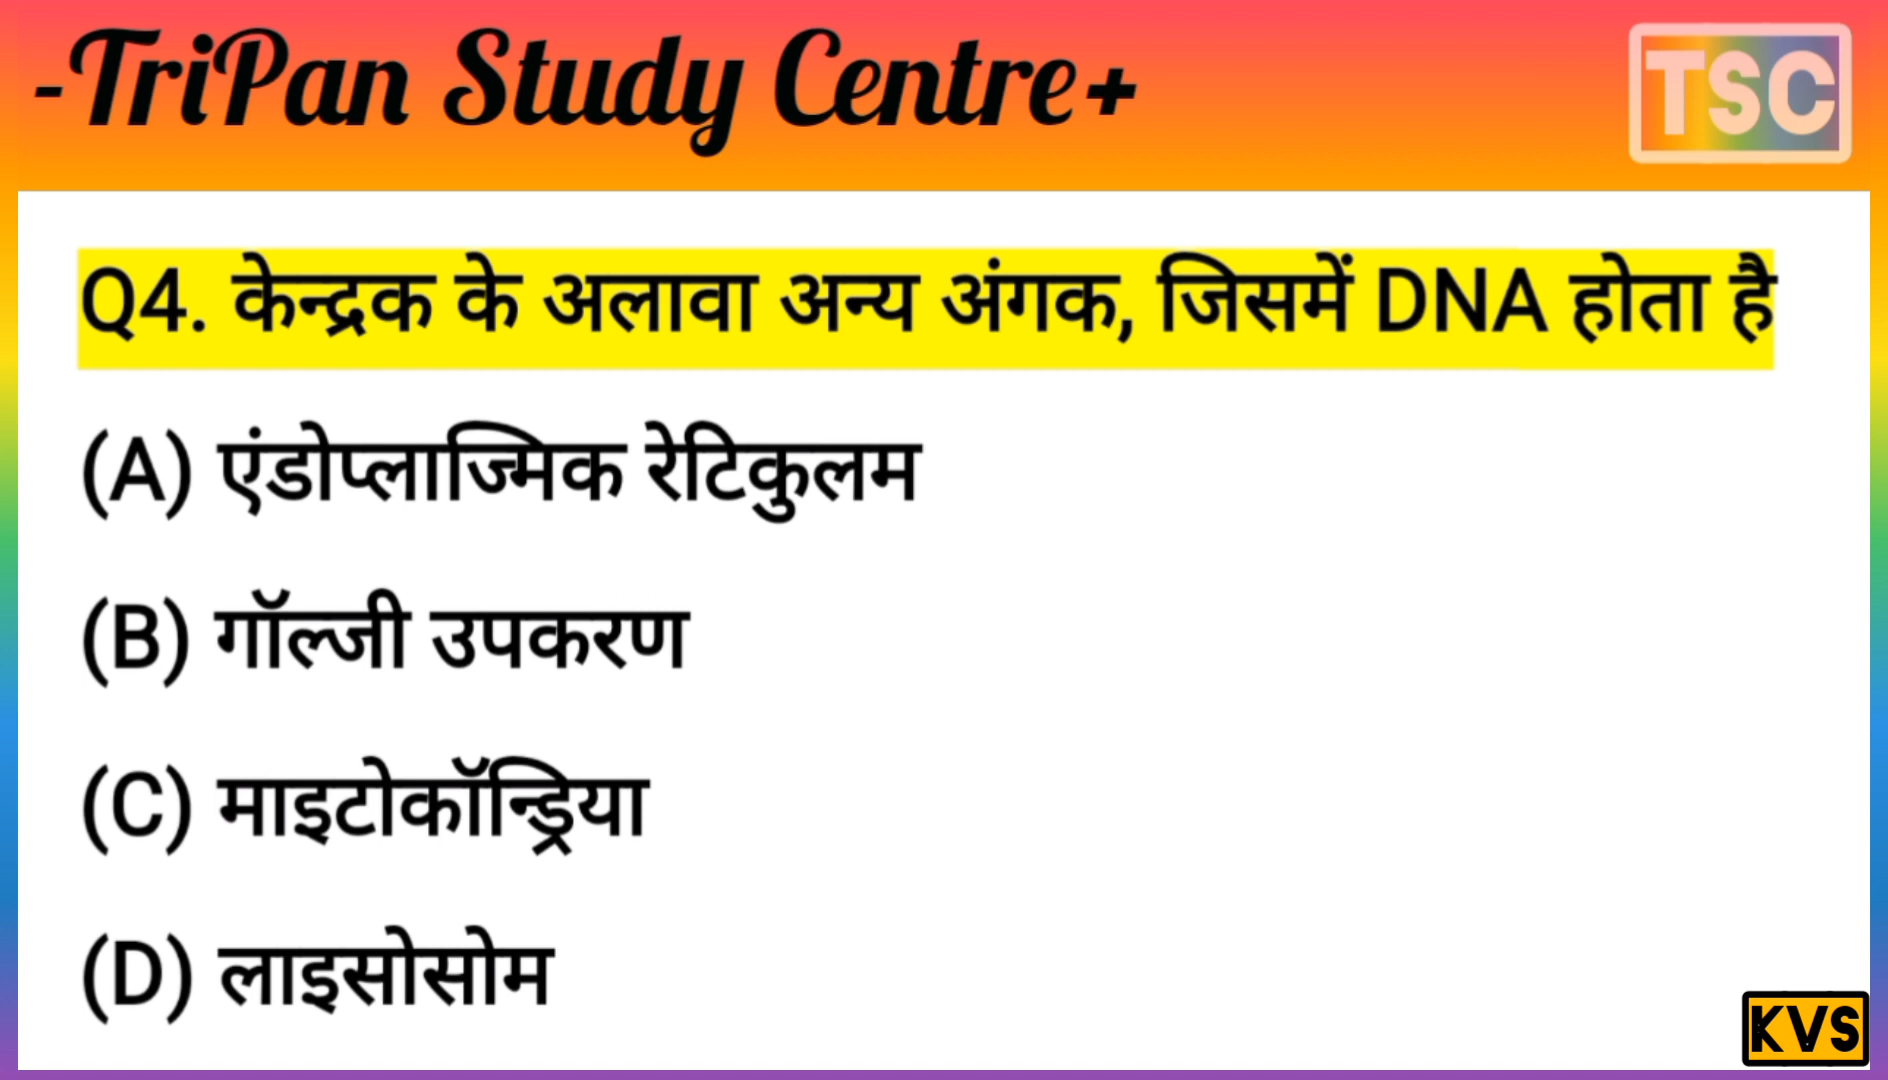 -TriPan Study Centre+
TSC
Q4. केन्द्रक के अलावा अन्य अंगक, जिसमें DNA होता है
(A) एंडोप्लाज्मिक रेटिकुलम
(B) गॉल्जी उपकरण
(C) माइटोकॉन्ड्रिया
(D) लाइसोसोम
KVS